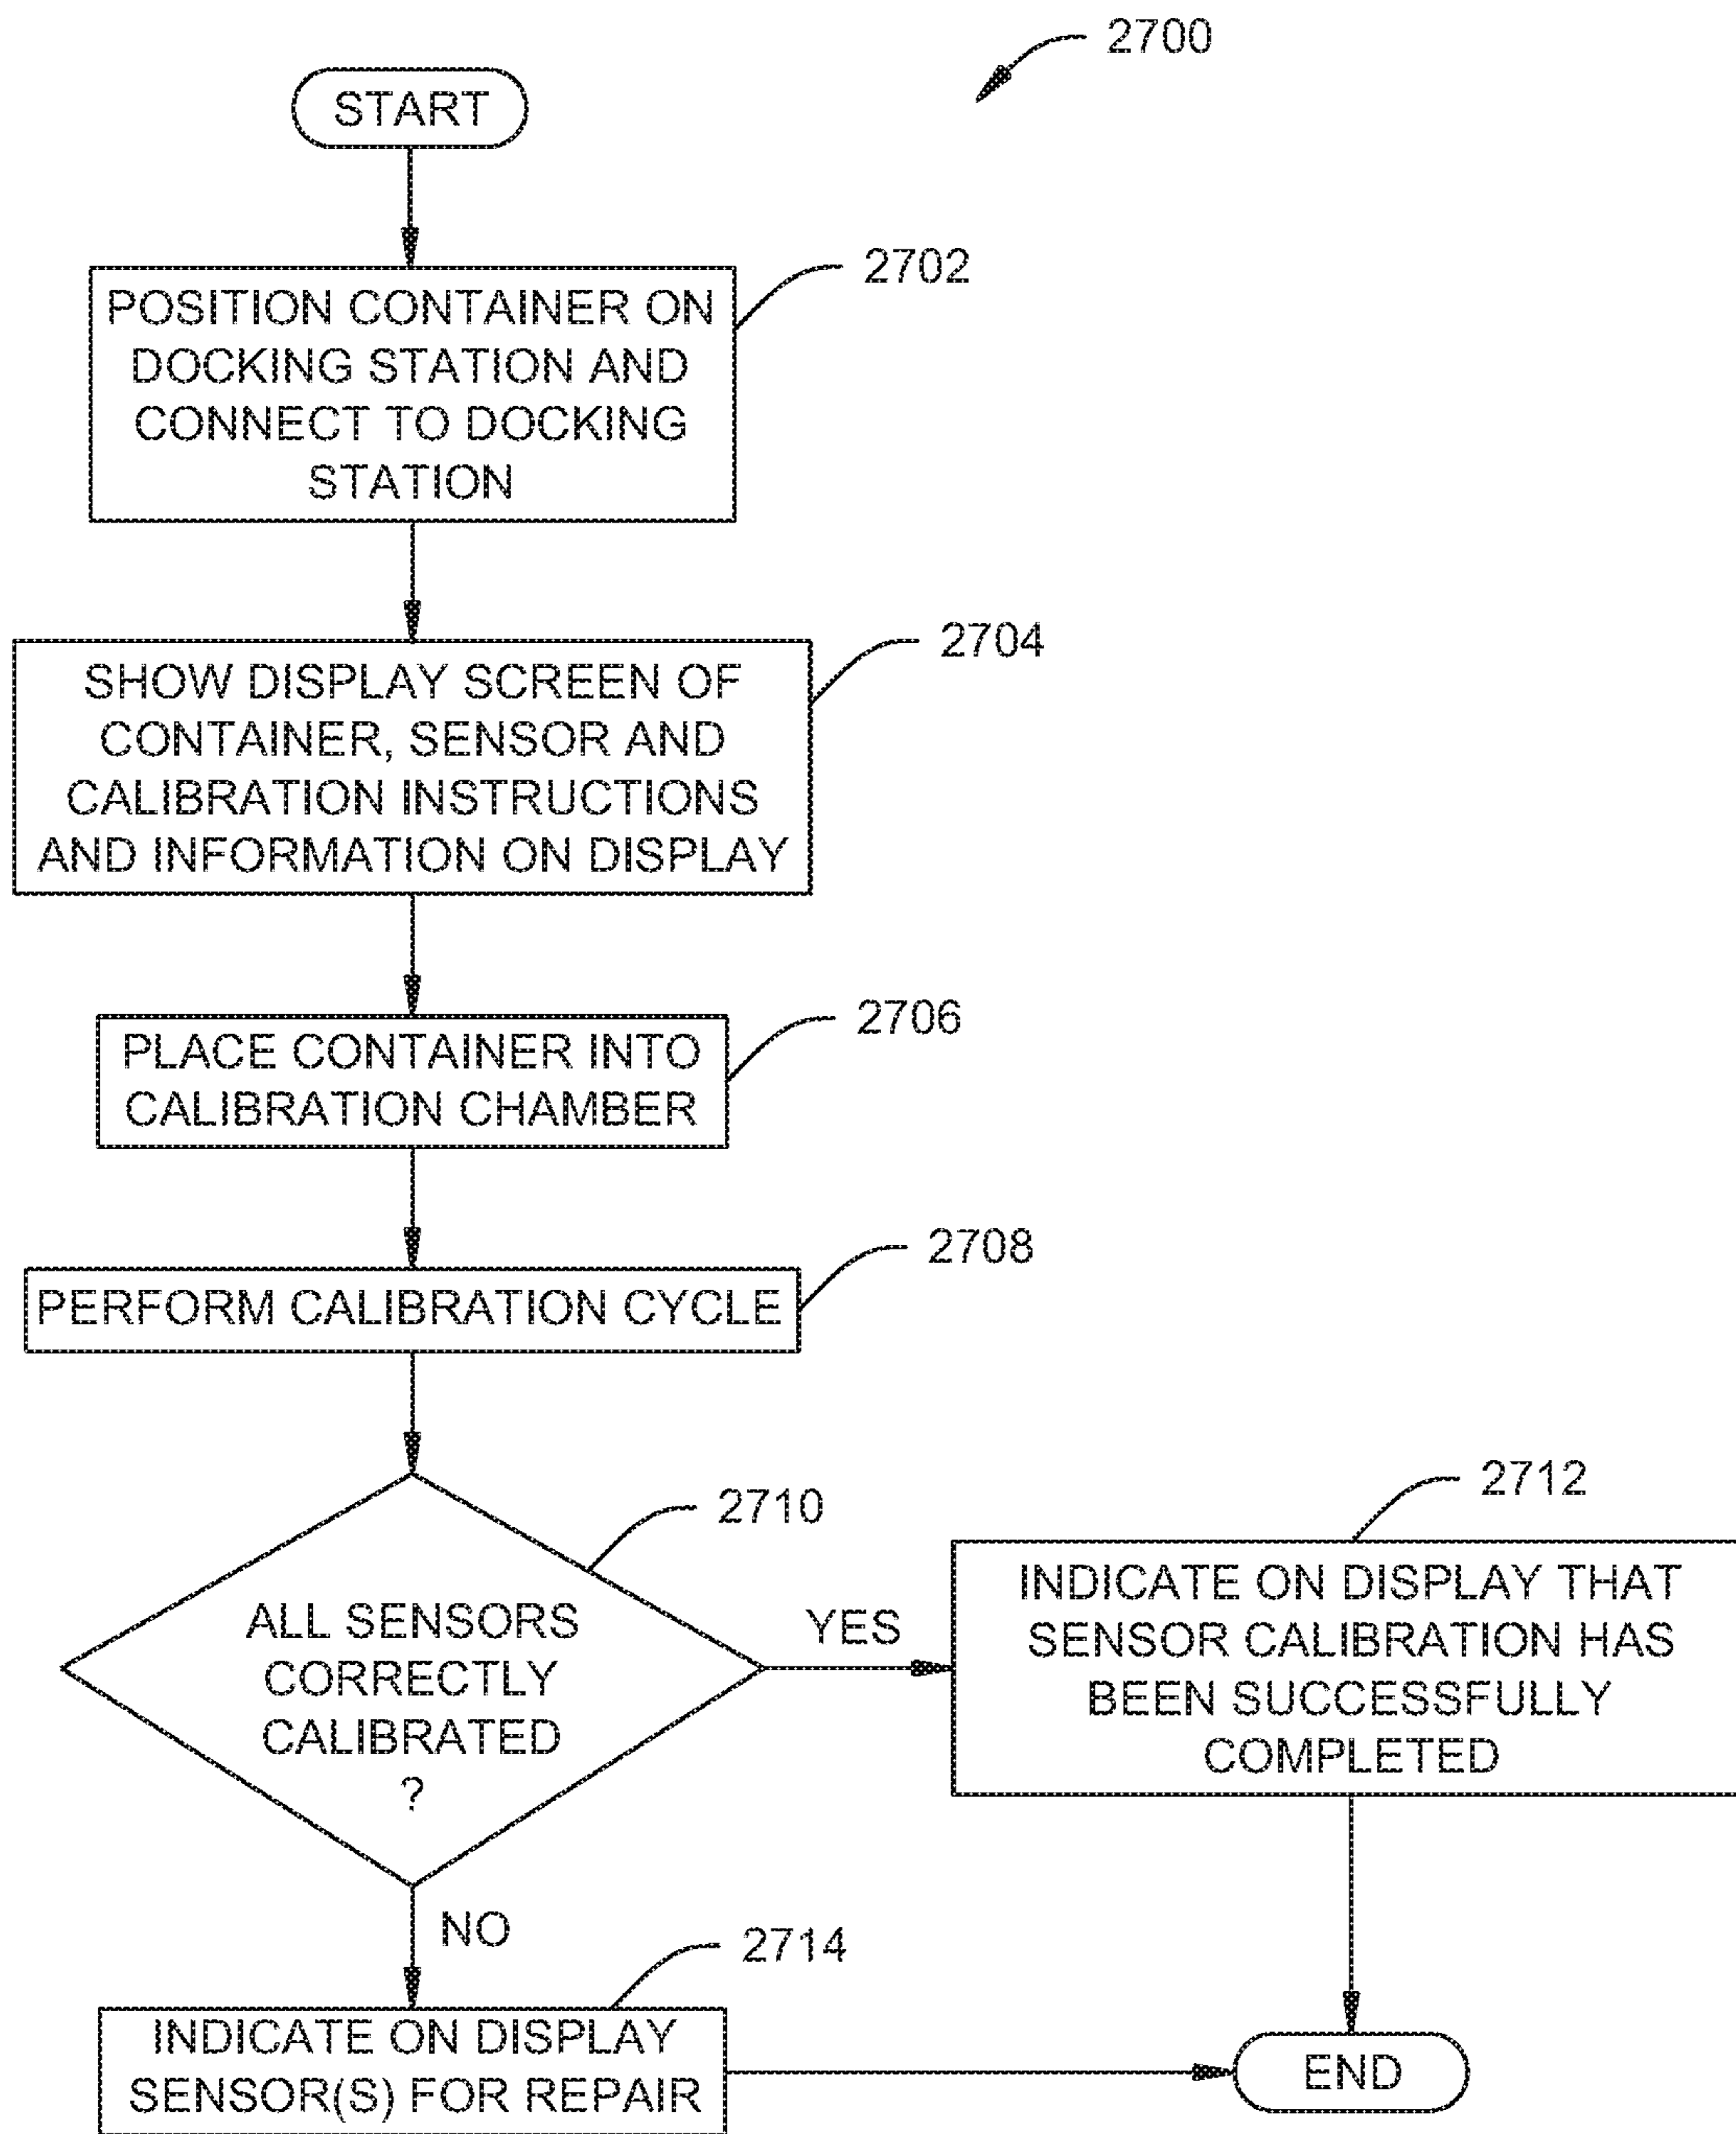 2700
START
2702
POSITION CONTAINER ON
DOCKING STATION AND
CONNECT TO DOCKING
STATION
2704
SHOW DISPLAY SCREEN OF
CONTAINER, SENSOR AND
CALIBRATION INSTRUCTIONS
AND INFORMATION ON DISPLAY
2706
PLACE CONTAINER INTO
CALIBRATION CHAMBER
2708
PERFORM CALIBRATION CYCLE
2710
ALL SENSORS
CORRECTLY
CALIBRATED
?
YES
2712
INDICATE ON DISPLAY THAT
SENSOR CALIBRATION HAS
BEEN SUCCESSFULLY
COMPLETED
NO
2714
INDICATE ON DISPLAY
SENSOR(S) FOR REPAIR
END